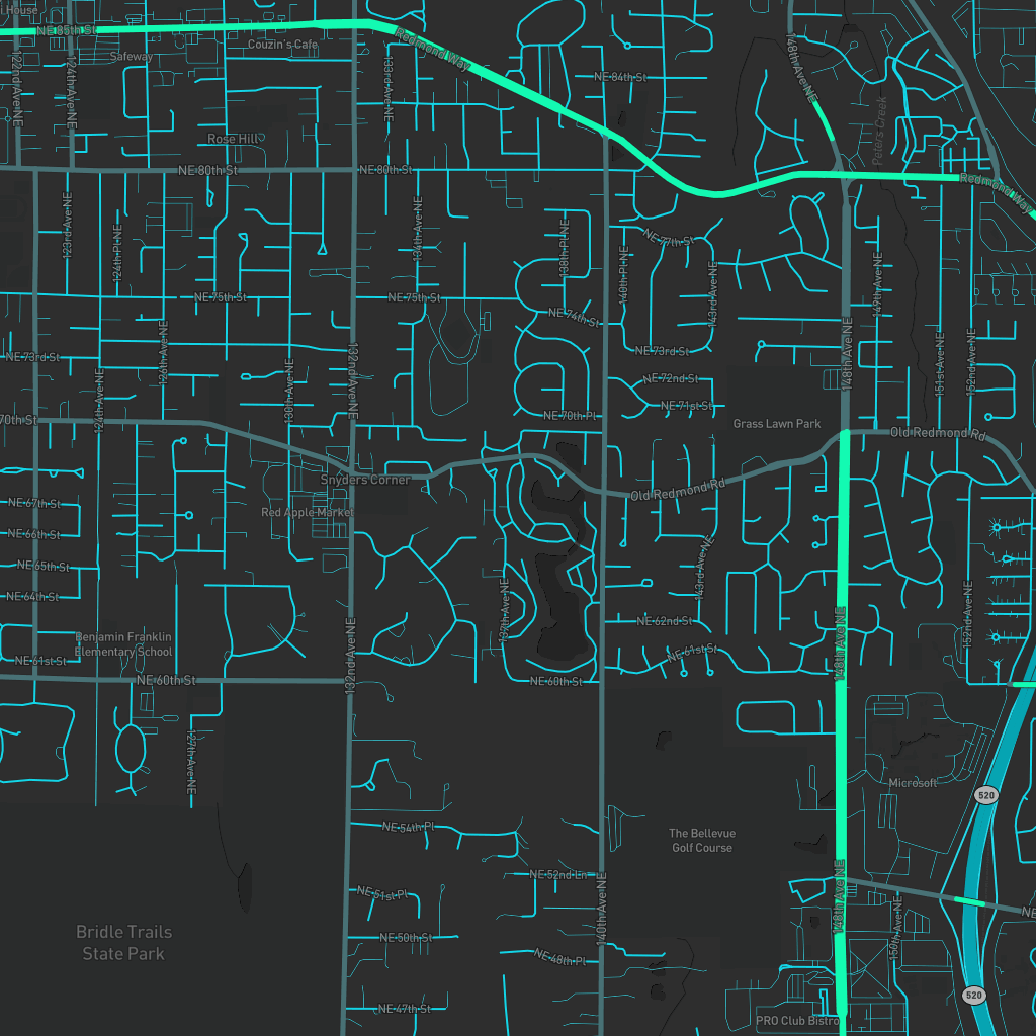 House
NE 85th St
Couzin's Cafe
Redmond Way
Safeway
122nd Ave NE
124th Ave NE
133rd Ave NE
NE 84th St
148th Ave NE
Peters Creek
Rose Hill
NE 80th St
NE 80th St
Redmond Way
123rd Ave NE
124th Pl NE
134th Ave NE
138th Pl NE
NE 77th St
140th Pl NE
143rd Ave NE
149th Ave NE
NE 75th St
NE 75th St
NE 74th St
126th Ave NE
NE 73rd St
NE 73rd St
132nd Ave NE
148th Ave NE
151st Ave NE
152nd Ave NE
124th Ave NE
130th Ave NE
NE 72nd St
NE 71st St
70th St
NE 70th Pl
Grass Lawn Park
Old Redmond Rd
Snyders Corner
Old Redmond Rd
NE 67th St
Red Apple Market
NE 66th St
NE 65th St
143rd Ave NE
NE 64th St
139th Ave NE
152nd Ave NE
NE 62nd St
Benjamin Franklin
Elementary School
132nd Ave NE
148th Ave NE
NE 61st St
NE 61st St
NE 60th St
NE 60th St
127th Ave NE
Microsoft
520
NE 54th Pl
The Bellevue
Golf Course
NE 52nd Ln
NE 51st Pl
140th Ave NE
148th Ave NE
150th Ave NE
NE
Bridle Trails
State Park
NE 50th St
NE 48th Pl
520
NE 47th St
PRO Club Bistro